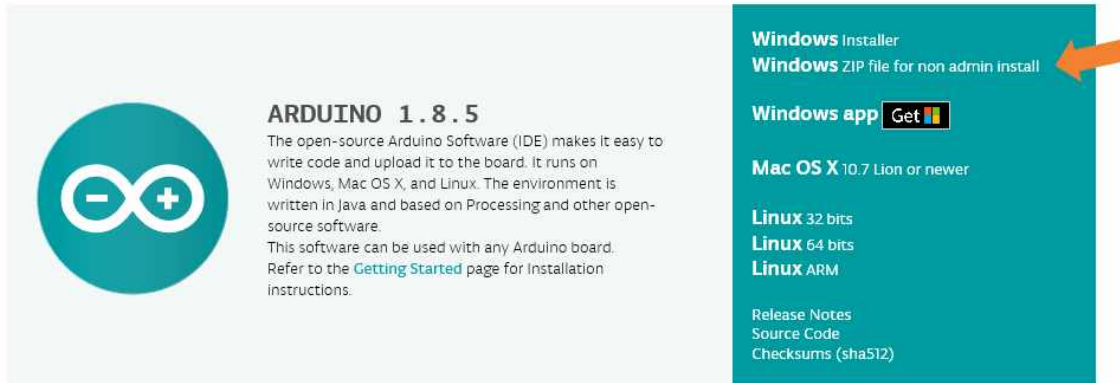 ARDUINO 1.8.5
The open-source Arduino Software (IDE) makes it easy to
write code and upload it to the board. It runs on
Windows, Mac OS X, and Linux. The environment is
written in Java and based on Processing and other open-
source software.
This software can be used with any Arduino board.
Refer to the Getting Started page for Installation
instructions.
Windows Installer
Windows ZIP file for non admin install
Windows app Get
Mac OS X 10.7 Lion or newer
Linux 32 bits
Linux 64 bits
Linux ARM
Release Notes
Source Code
Checksums (sha512)